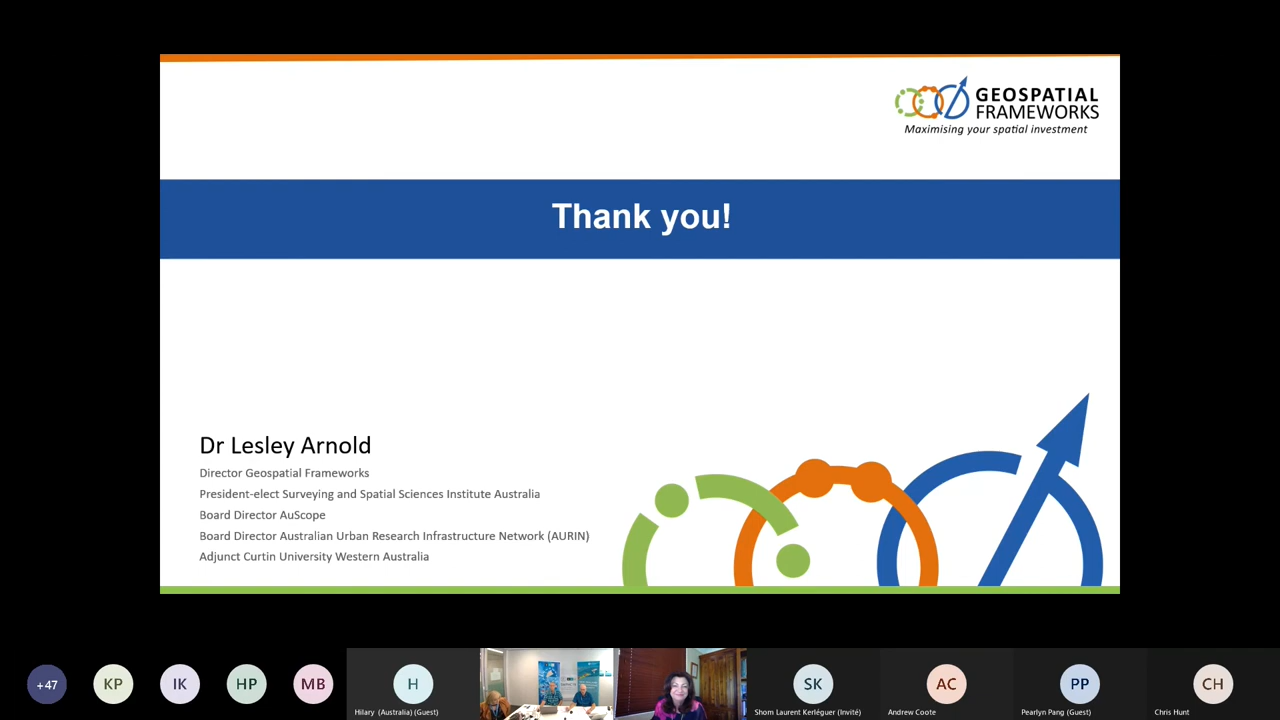 GEOSPATIAL
FRAMEWORKS
Maximising your spatial investment
Thank you!
Dr Lesley Arnold
Director Geospatial Frameworks
President-elect Surveying and Spatial Sciences Institute Australia
Board Director AuScope
Board Director Australian Urban Research Infrastructure Network (AURIN)
Adjunct Curtin University Western Australia
+47
KP
IK
HP
MB
H
SK
AC
PP
CH
Hilary (Australia) (Guest)
Shom Laurent Kerléguer (Invité)
Andrew Coote
Pearlyn Pang (Guest)
Chris Hunt